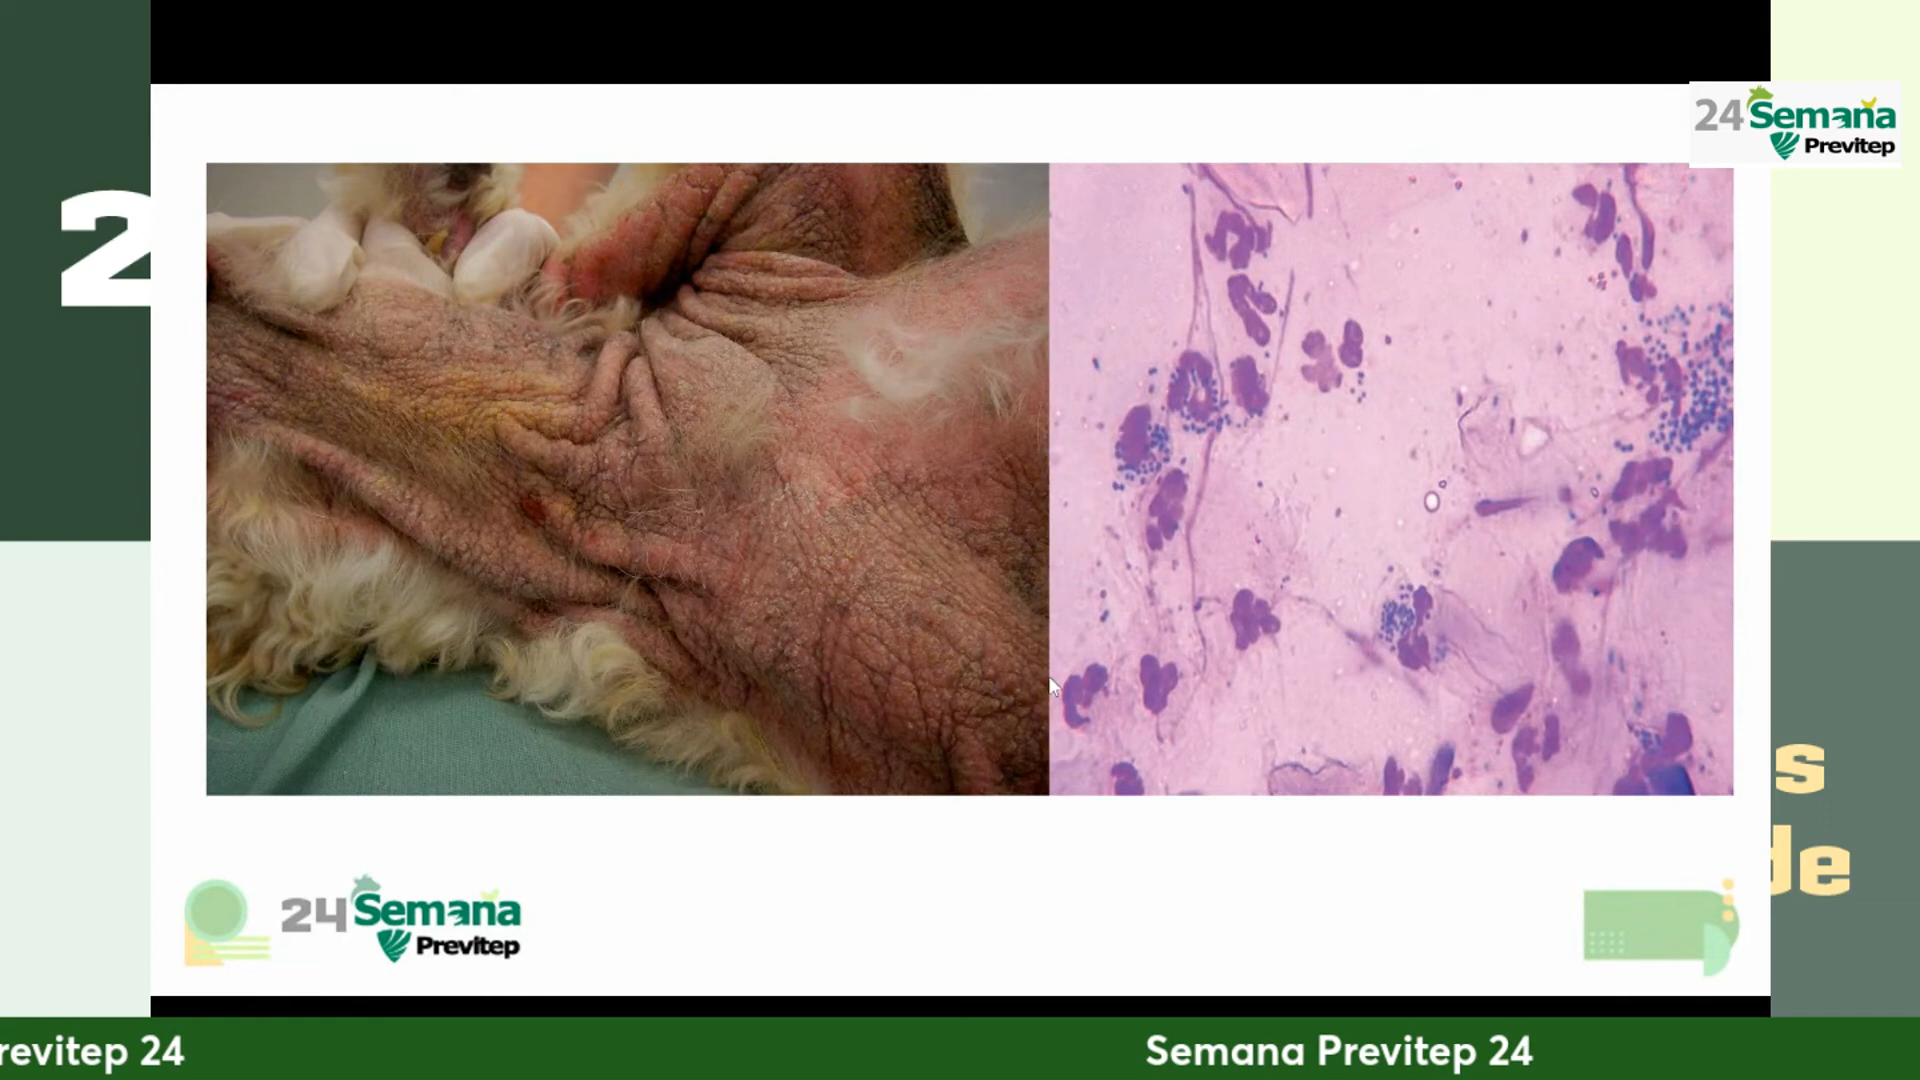 24 Semana
Previtep
2
s
de
24 Semana
Previtep
revitep 24
Semana Previtep 24